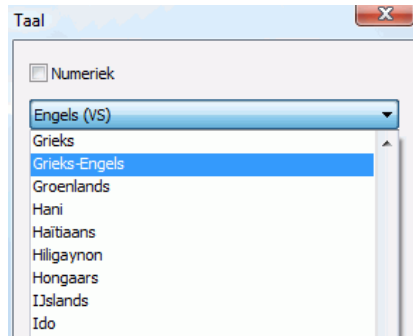 Taal
Numeriek
Engels (VS)
Grieks
Grieks-Engels
Groenlands
Hani
Haïtiaans
Hiligaynon
Hongaars
IJslands
Ido